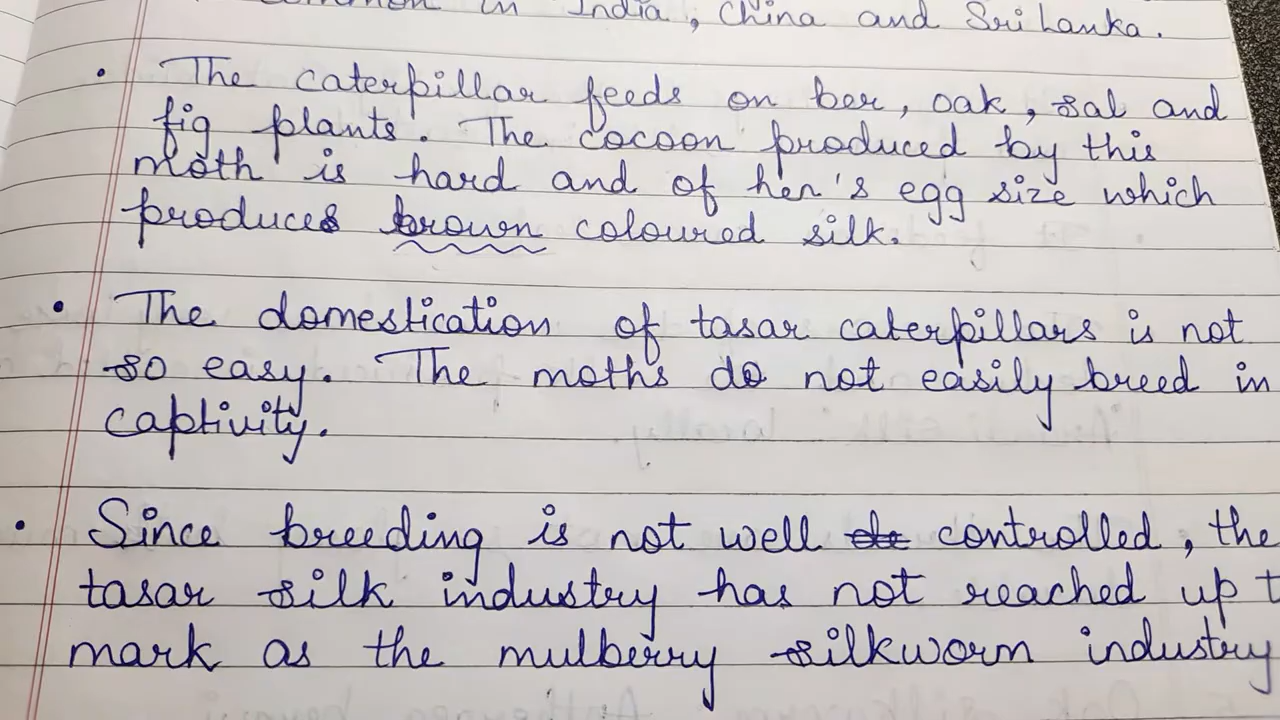 common in India, China and Sri Lanka.
• The caterpillar feeds on ber, oak, sal and
fig plants. The cocoon produced by this
moth is hard and of hen's egg size which
produces brown coloured silk.
• The domestication of tasar caterpillars is not
so easy. The moths do not easily breed in
captivity.
• Since breeding is not well controlled, the
tasar silk industry has not reached up t
mark as the mulberry silkworm industry